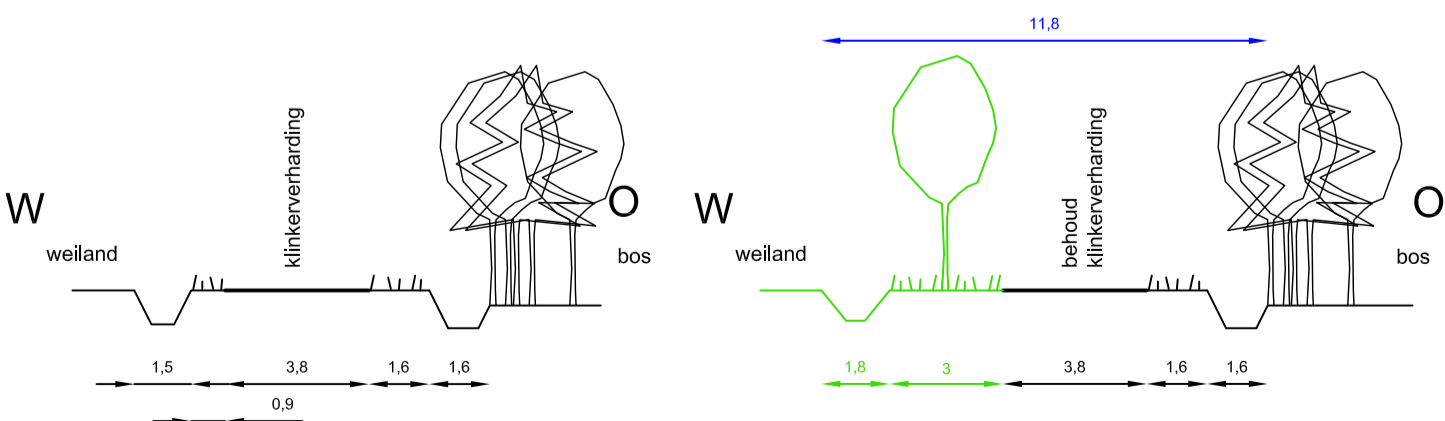 klinkerverharding
W
O
weiland
bos
1,5
3,8
1,6
1,6
0,9
11,8
behoud
klinkerverharding
W
O
weiland
bos
1,8
3
3,8
1,6
1,6